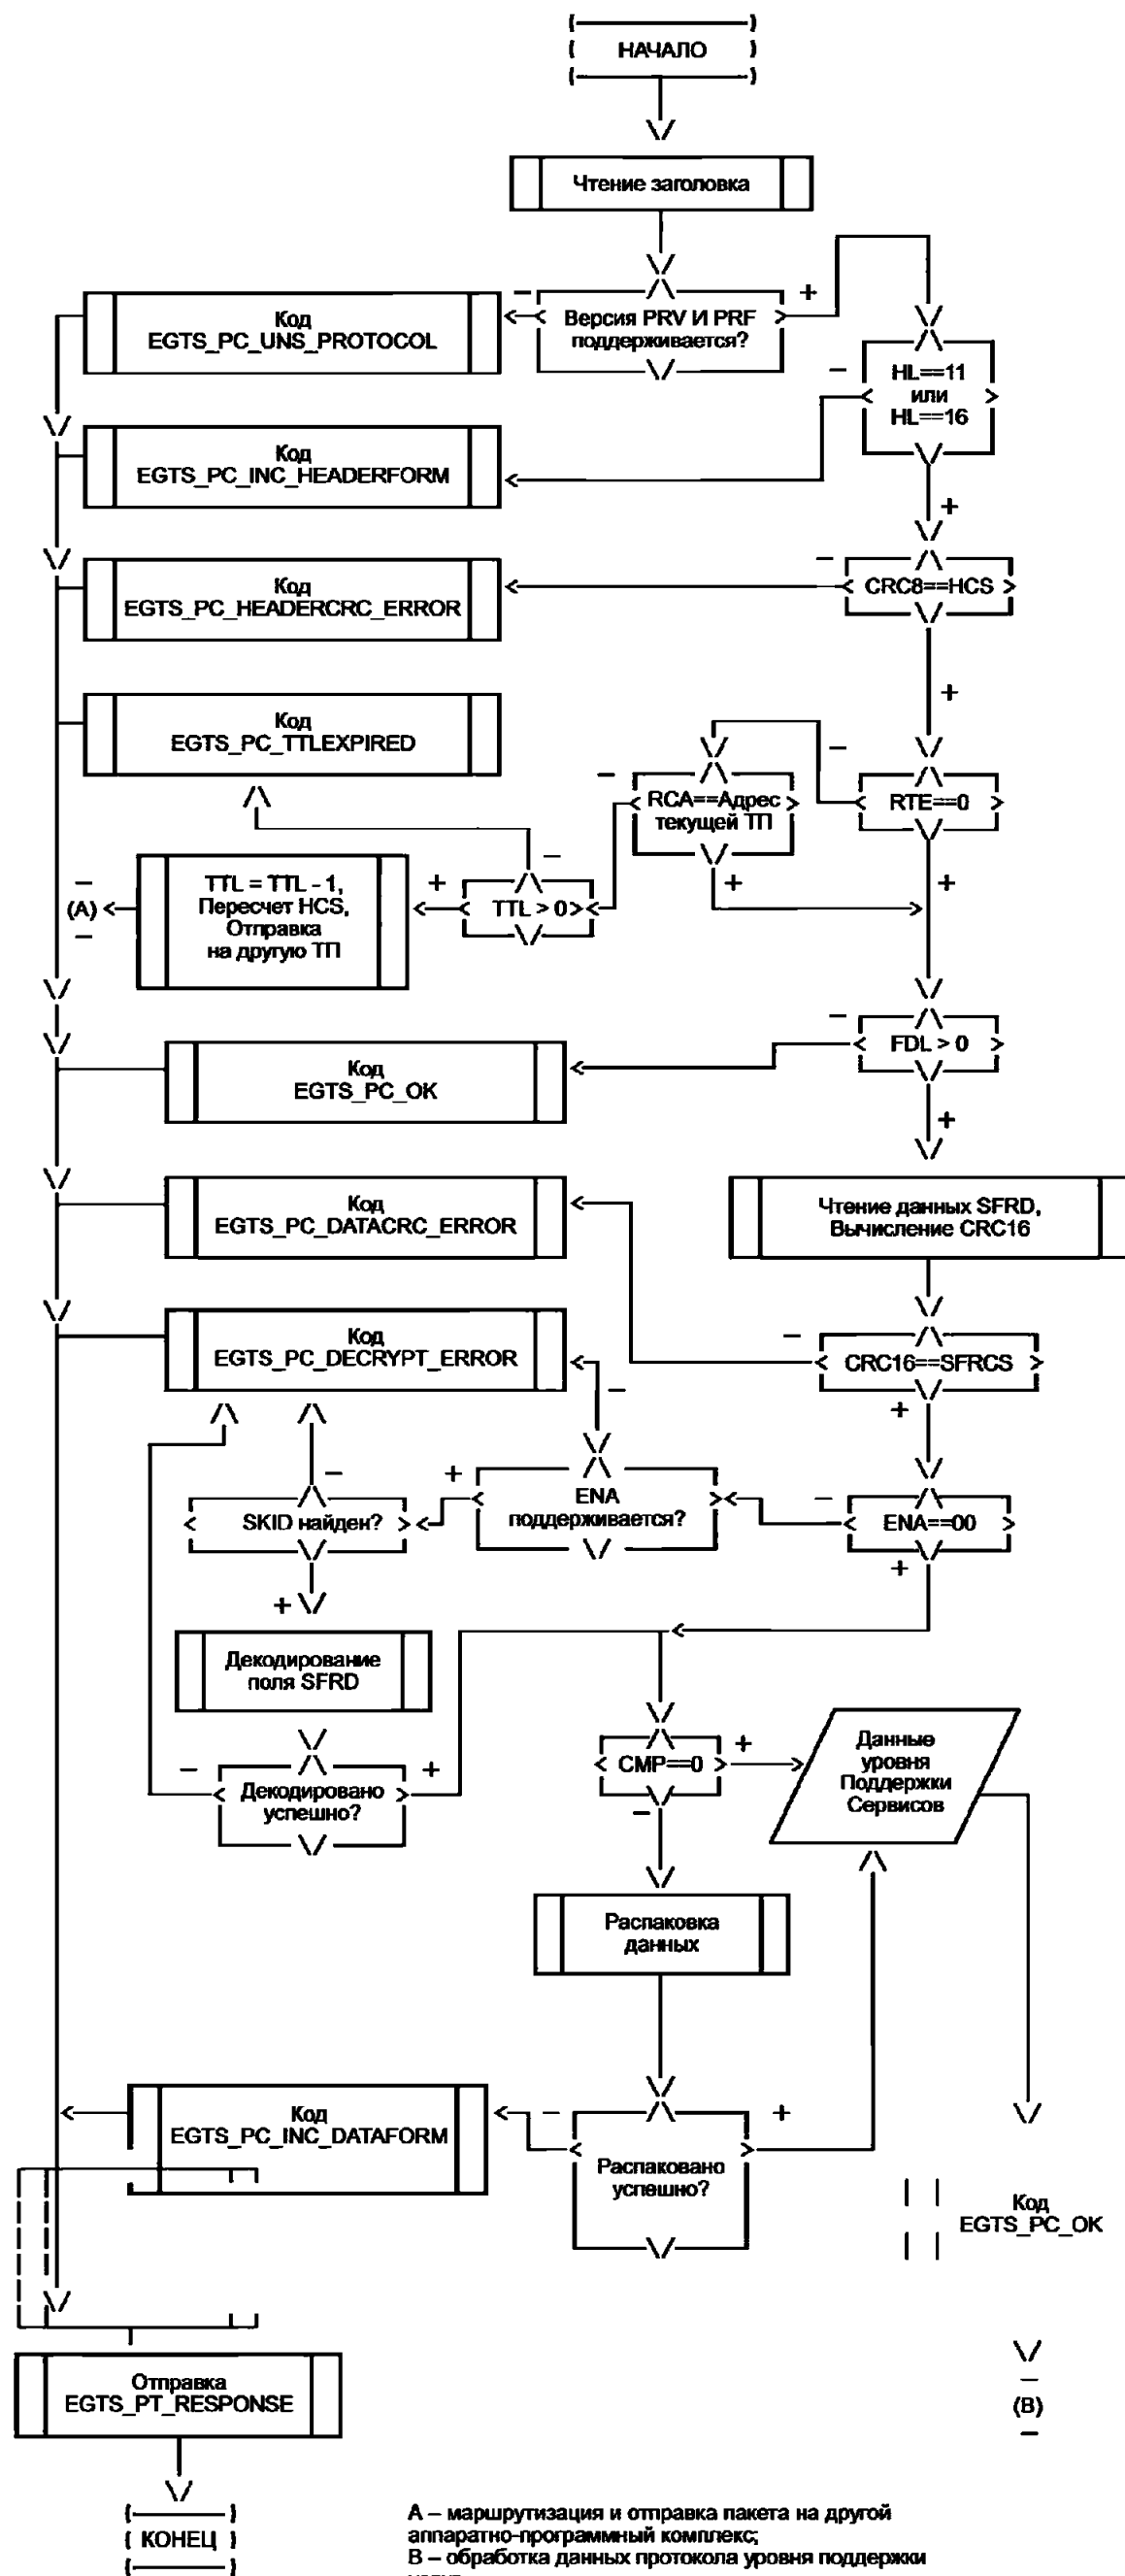 НАЧАЛО
Чтение заголовка
Код
EGTS_PC_UNS_PROTOCOL
−
Версия PRV И PRF
поддерживается?
+
−
HL==11
или
HL==16
+
Код
EGTS_PC_INC_HEADERFORM
Код
EGTS_PC_HEADERCRC_ERROR
−
CRC8==HCS
+
Код
EGTS_PC_TTLEXPIRED
−
RCA==Адрес
текущей ТП
+
−
RTE==0
+
−
(A)
−
TTL = TTL - 1,
Пересчет HCS,
Отправка
на другую ТП
+
−
TTL > 0
−
FDL > 0
+
Код
EGTS_PC_OK
Код
EGTS_PC_DATACRC_ERROR
Чтение данных SFRD,
Вычисление CRC16
Код
EGTS_PC_DECRYPT_ERROR
−
CRC16==SFRCS
+
−
−
SKID найден?
+
+
ENA
поддерживается?
−
ENA==00
+
Декодирование
поля SFRD
−
Декодировано
успешно?
+
CMP==0
+
−
Данные
уровня
Поддержки
Сервисов
Распаковка
данных
Код
EGTS_PC_INC_DATAFORM
−
Распаковано
успешно?
+
Код
EGTS_PC_OK
Отправка
EGTS_PT_RESPONSE
−
(B)
−
КОНЕЦ
А – маршрутизация и отправка пакета на другой
аппаратно-программный комплекс;
В – обработка данных протокола уровня поддержки